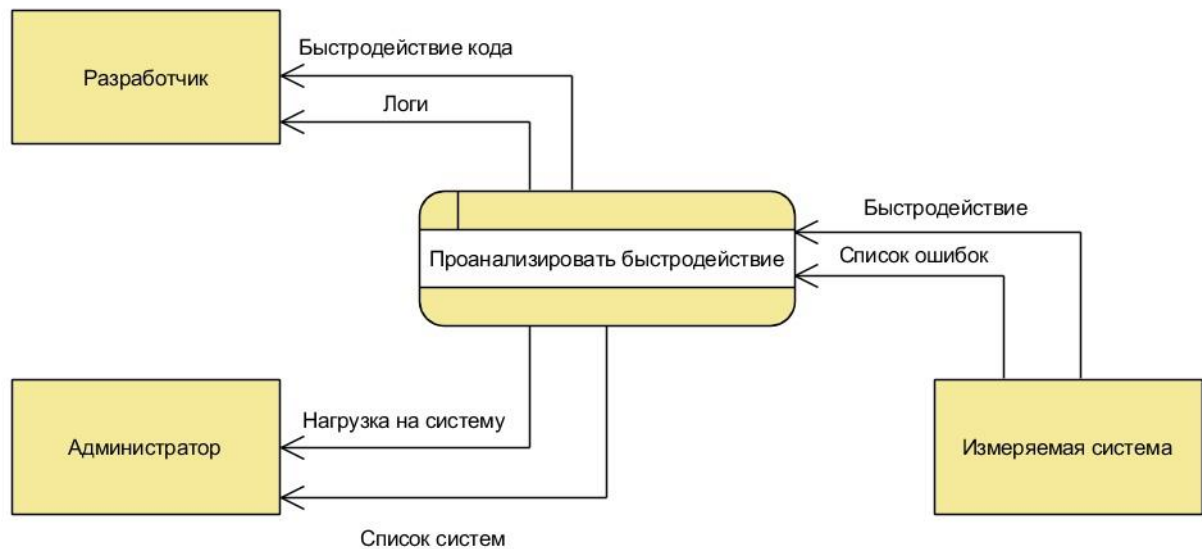 Быстродействие кода
Разработчик
Логи
Быстродействие
Проанализировать быстродействие
Список ошибок
Нагрузка на систему
Администратор
Измеряемая система
Список систем